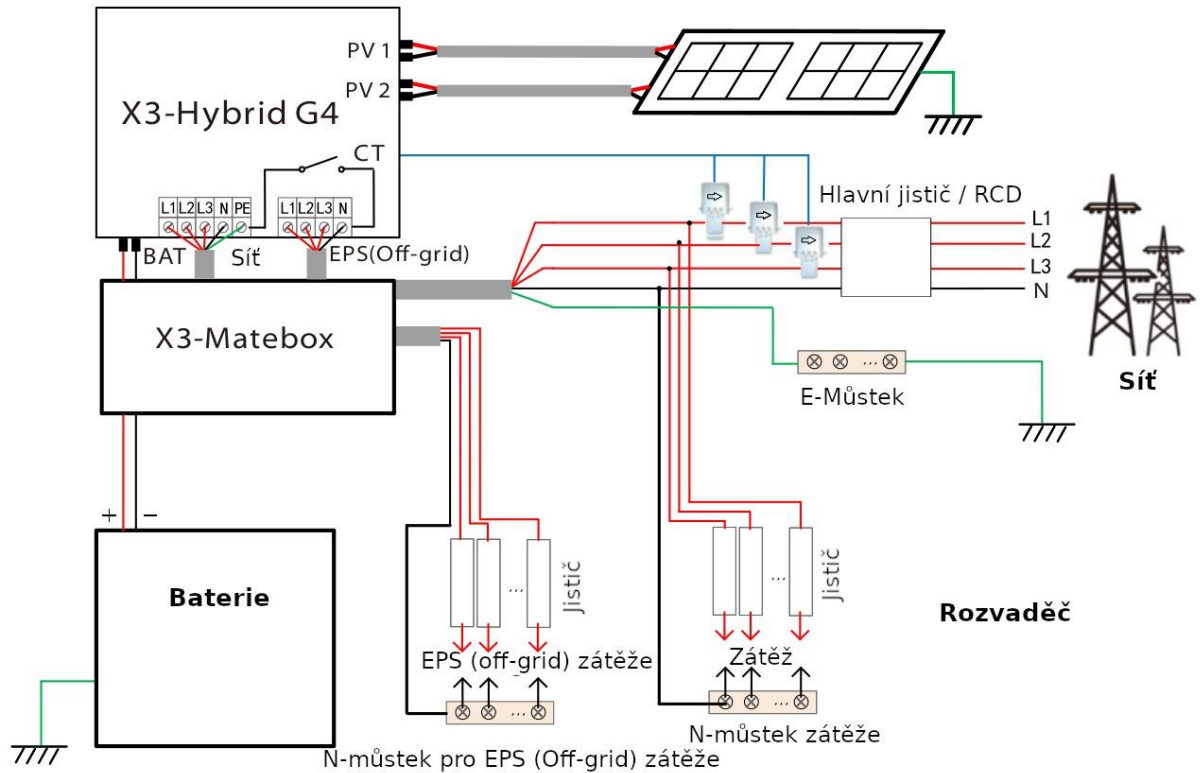 PV 1
PV 2
X3-Hybrid G4
CT
L1 L2 L3 N PE
L1 L2 L3 N
BAT
Síť
EPS(Off-grid)
Hlavní jistič / RCD
L1
L2
L3
N
X3-Matebox
Síť
E-Můstek
+ −
Baterie
...
Jistič
...
Jistič
Rozvaděč
EPS (off-grid) zátěže
Zátěž
...
...
N-můstek zátěže
N-můstek pro EPS (Off-grid) zátěže